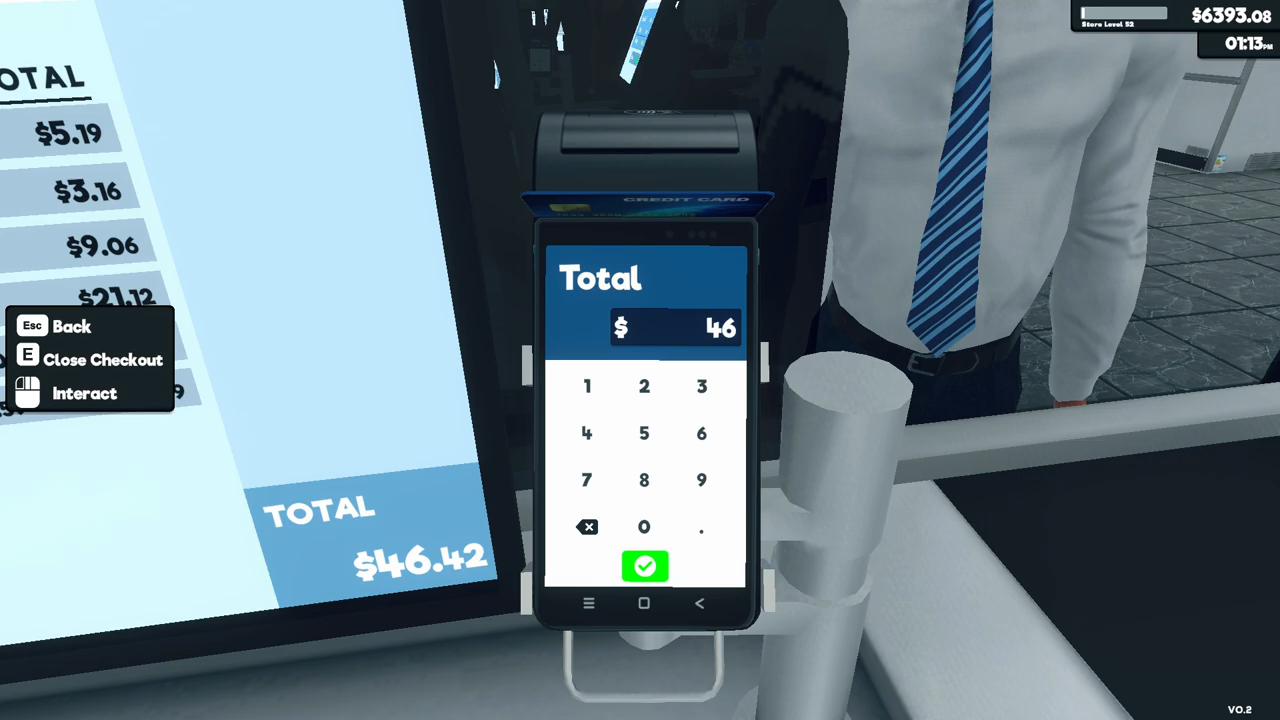 Store Level 52
$6393.08
01:13PM
OTAL
$5.19
$3.16
$9.06
$21.12
9
Esc Back
E Close Checkout
Interact
TOTAL
$46.42
CREDIT CARD
Total
$ 46
1 2 3
4 5 6
7 8 9
0 .
V0.2